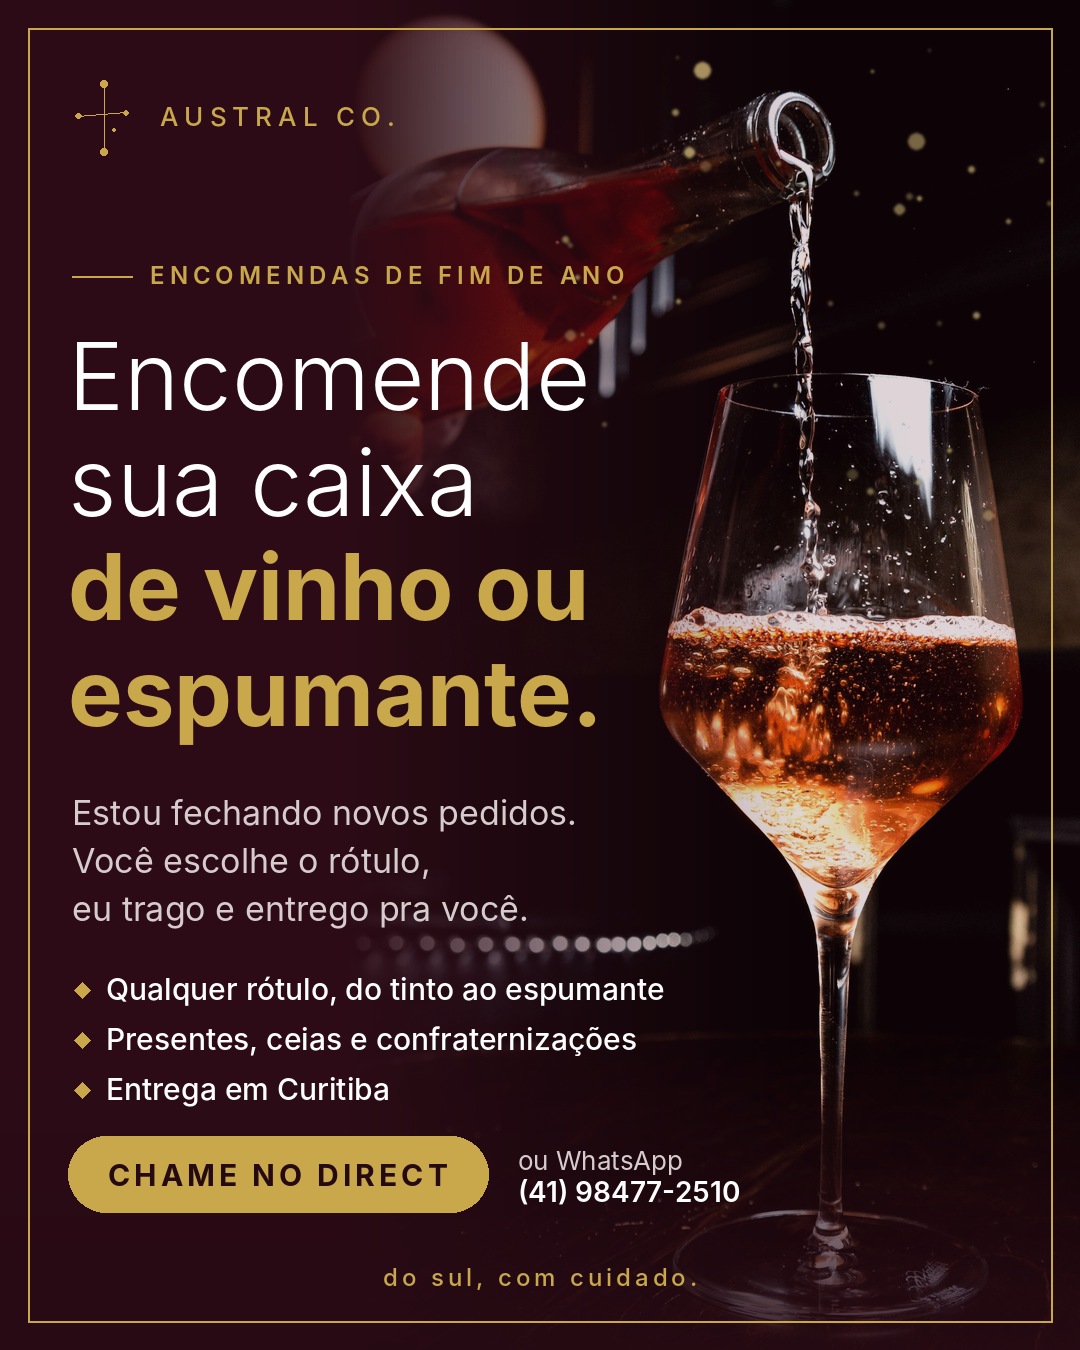 AUSTRAL CO.
ENCOMENDAS DE FIM DE ANO
Encomende
sua caixa
de vinho ou
espumante.
Estou fechando novos pedidos.
Você escolhe o rótulo,
eu trago e entrego pra você.
Qualquer rótulo, do tinto ao espumante
Presentes, ceias e confraternizações
Entrega em Curitiba
CHAME NO DIRECT
ou WhatsApp
(41) 98477-2510
do sul, com cuidado.